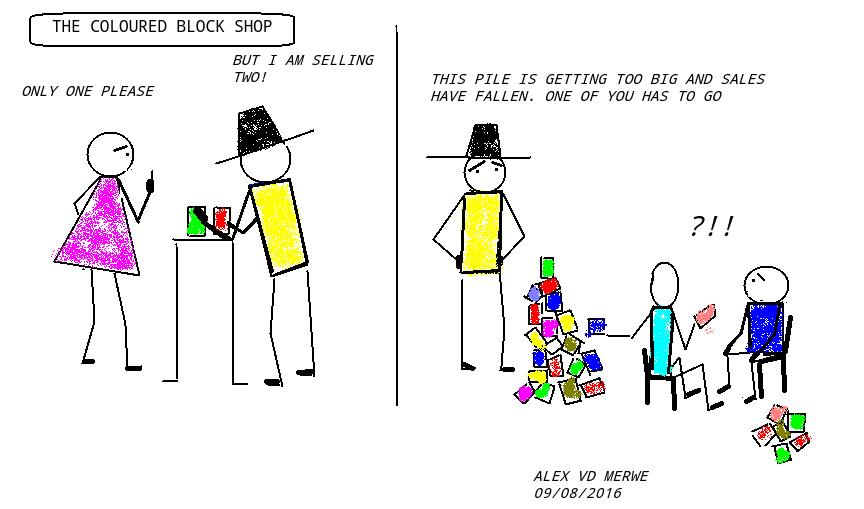 THE COLOURED BLOCK SHOP
BUT I AM SELLING
TWO!
ONLY ONE PLEASE
THIS PILE IS GETTING TOO BIG AND SALES
HAVE FALLEN. ONE OF YOU HAS TO GO
?!!
ALEX VD MERWE
09/08/2016